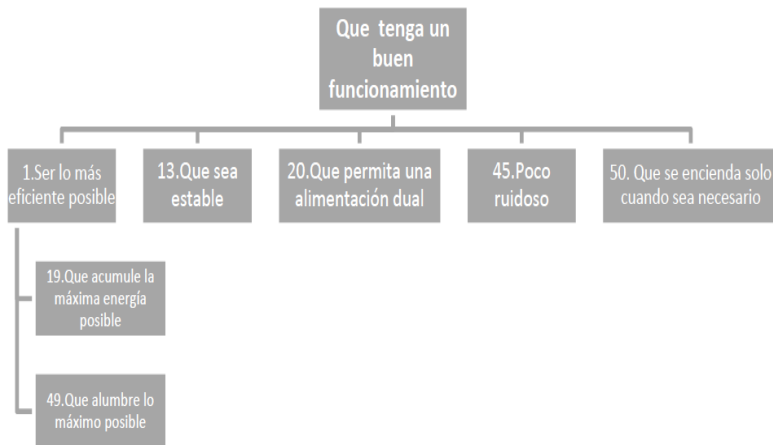 Que tenga un
buen
funcionamiento
1.Ser lo más
eficiente posible
13.Que sea
estable
20.Que permita una
alimentación dual
45.Poco
ruidoso
50. Que se encienda solo
cuando sea necesario
19.Que acumule la
máxima energía
posible
49.Que alumbre lo
máximo posible